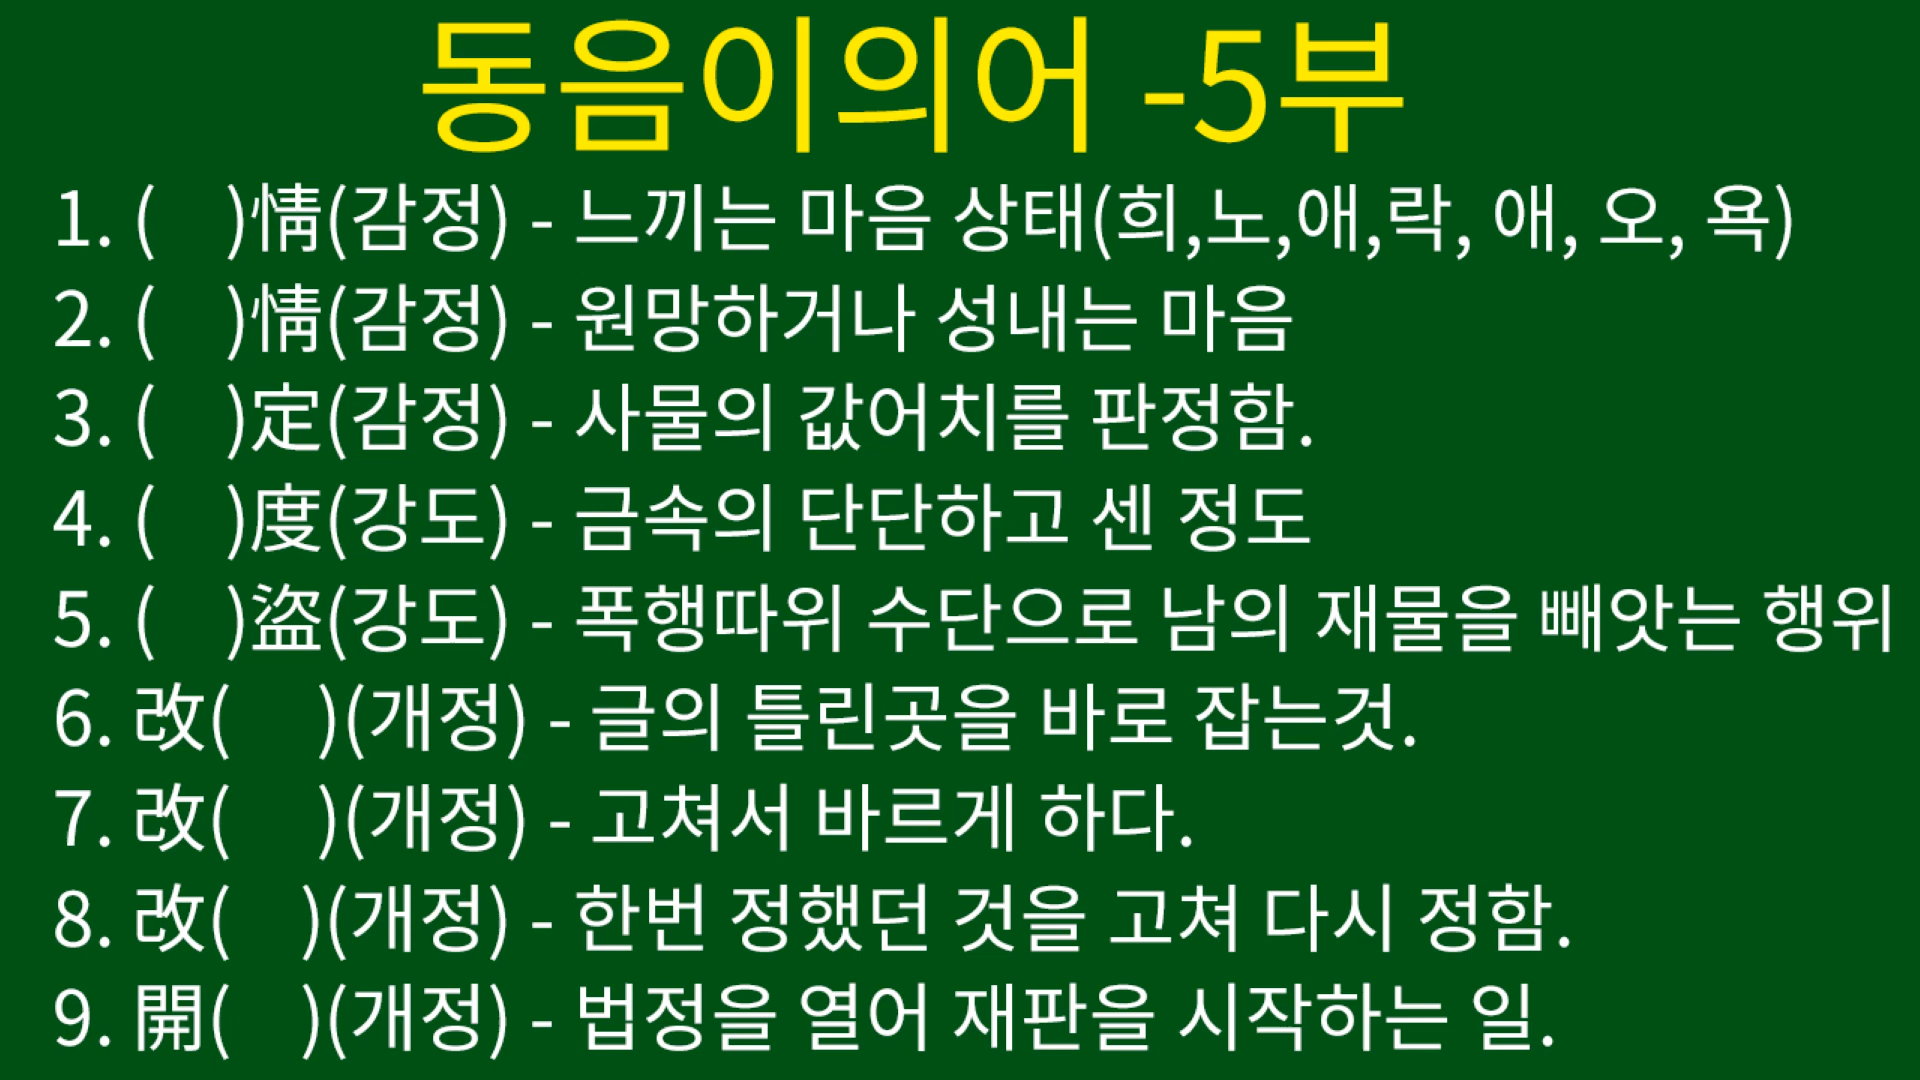 동음이의어 -5부
1. (    )情(감정) - 느끼는 마음 상태(희,노,애,락, 애, 오, 욕)
2. (    )情(감정) - 원망하거나 성내는 마음
3. (    )定(감정) - 사물의 값어치를 판정함.
4. (    )度(강도) - 금속의 단단하고 센 정도
5. (    )盜(강도) - 폭행따위 수단으로 남의 재물을 빼앗는 행위
6. 改(     )(개정) - 글의 틀린곳을 바로 잡는것.
7. 改(     )(개정) - 고쳐서 바르게 하다.
8. 改(    )(개정) - 한번 정했던 것을 고쳐 다시 정함.
9. 開(    )(개정) - 법정을 열어 재판을 시작하는 일.